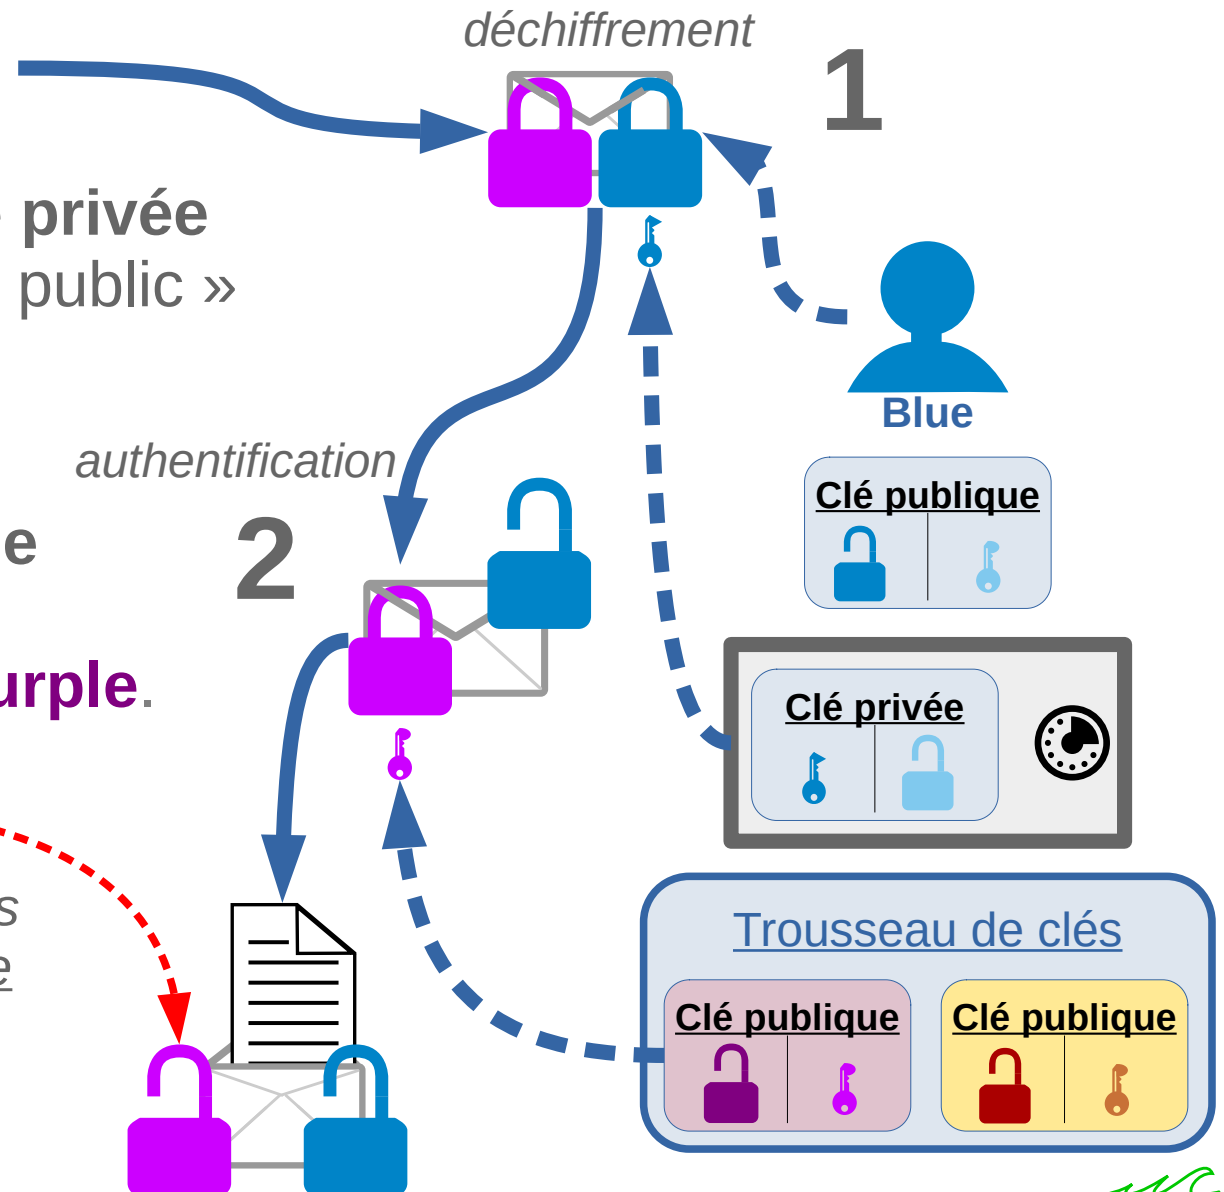 déchiffrement
1
privée
public »
Blue
authentification
Clé publique
2
e
urple.
Clé privée
s
e
Trousseau de clés
Clé publique
Clé publique